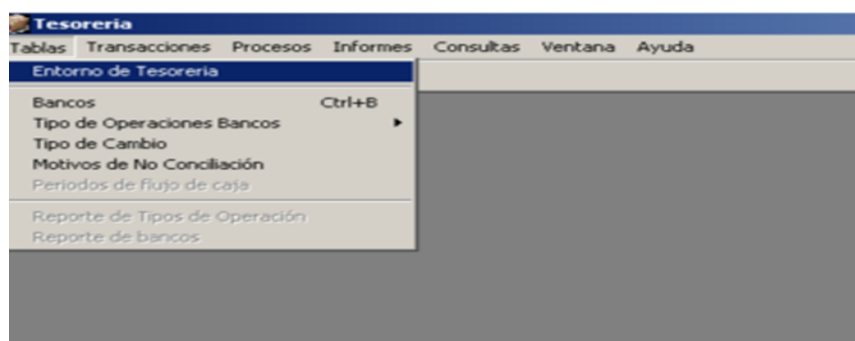 Tesoreria
Tablas Transacciones Procesos Informes Consultas Ventana Ayuda
Entorno de Tesoreria
Bancos Ctrl+B
Tipo de Operaciones Bancos
Tipo de Cambio
Motivos de No Conciliación
Periodos de flujo de caja
Reporte de Tipos de Operación
Reporte de bancos